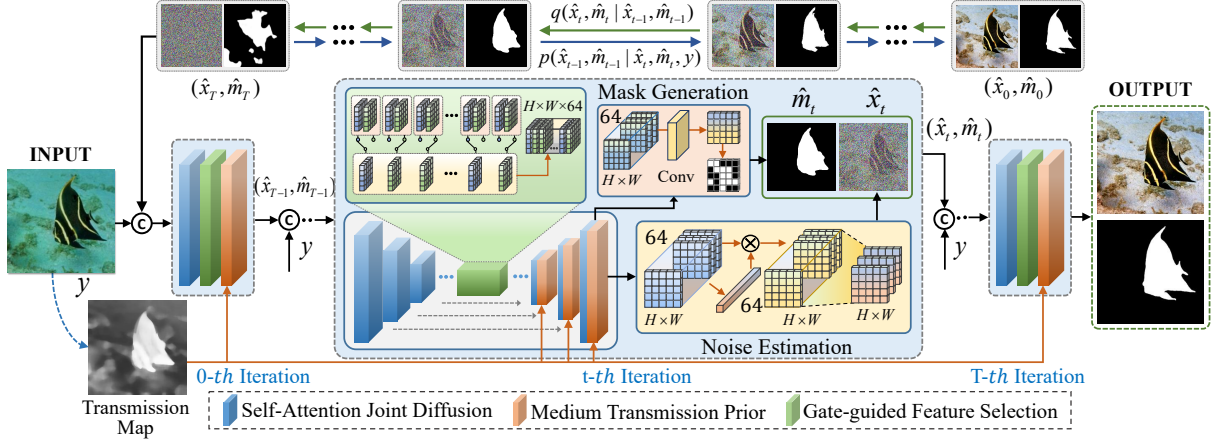 q(x̂_t, m̂_t | x̂_{t-1}, m̂_{t-1})
p(x̂_{t-1}, m̂_{t-1} | x̂_t, m̂_t, y)
(x̂_T, m̂_T)
(x̂_0, m̂_0)
INPUT
y
C
(x̂_{T-1}, m̂_{T-1})
C
y
H×W×64
Mask Generation
64
H×W
Conv
m̂_t
x̂_t
64
H×W
64
H×W
H×W
Noise Estimation
(x̂_t, m̂_t)
C
y
OUTPUT
Transmission
Map
0-th Iteration
t-th Iteration
T-th Iteration
Self-Attention Joint Diffusion
Medium Transmission Prior
Gate-guided Feature Selection